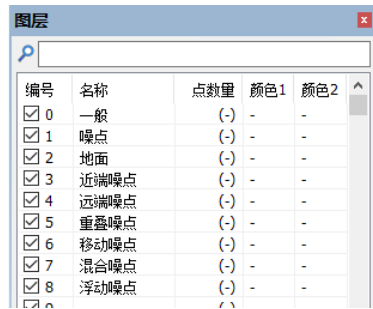 图层
编号 名称 点数量 颜色1 颜色2
0 一般 (-) - -
1 噪点 (-) - -
2 地面 (-) - -
3 近端噪点 (-) - -
4 远端噪点 (-) - -
5 重叠噪点 (-) - -
6 移动噪点 (-) - -
7 混合噪点 (-) - -
8 浮动噪点 (-) - -